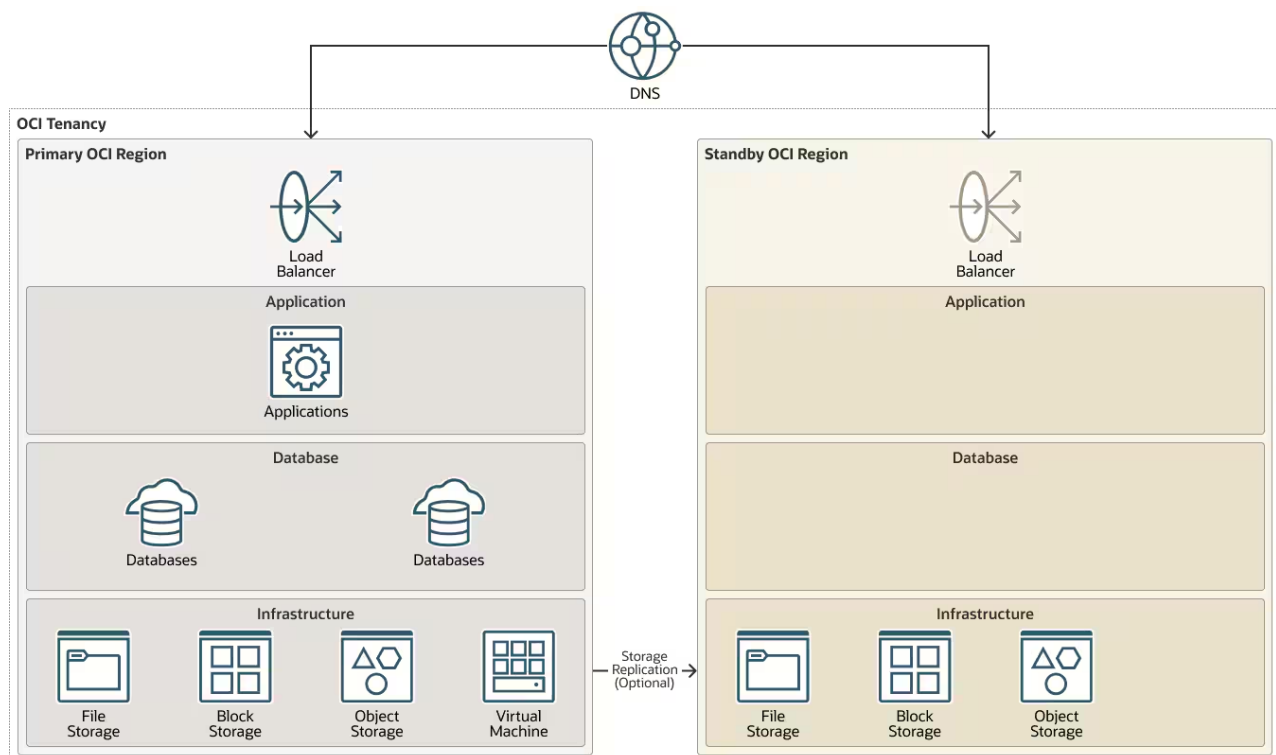 DNS
OCI Tenancy
Primary OCI Region
Load
Balancer
Application
Applications
Database
Databases
Databases
Infrastructure
File
Storage
Block
Storage
Object
Storage
Virtual
Machine
Storage
Replication
(Optional)
Standby OCI Region
Load
Balancer
Application
Database
Infrastructure
File
Storage
Block
Storage
Object
Storage